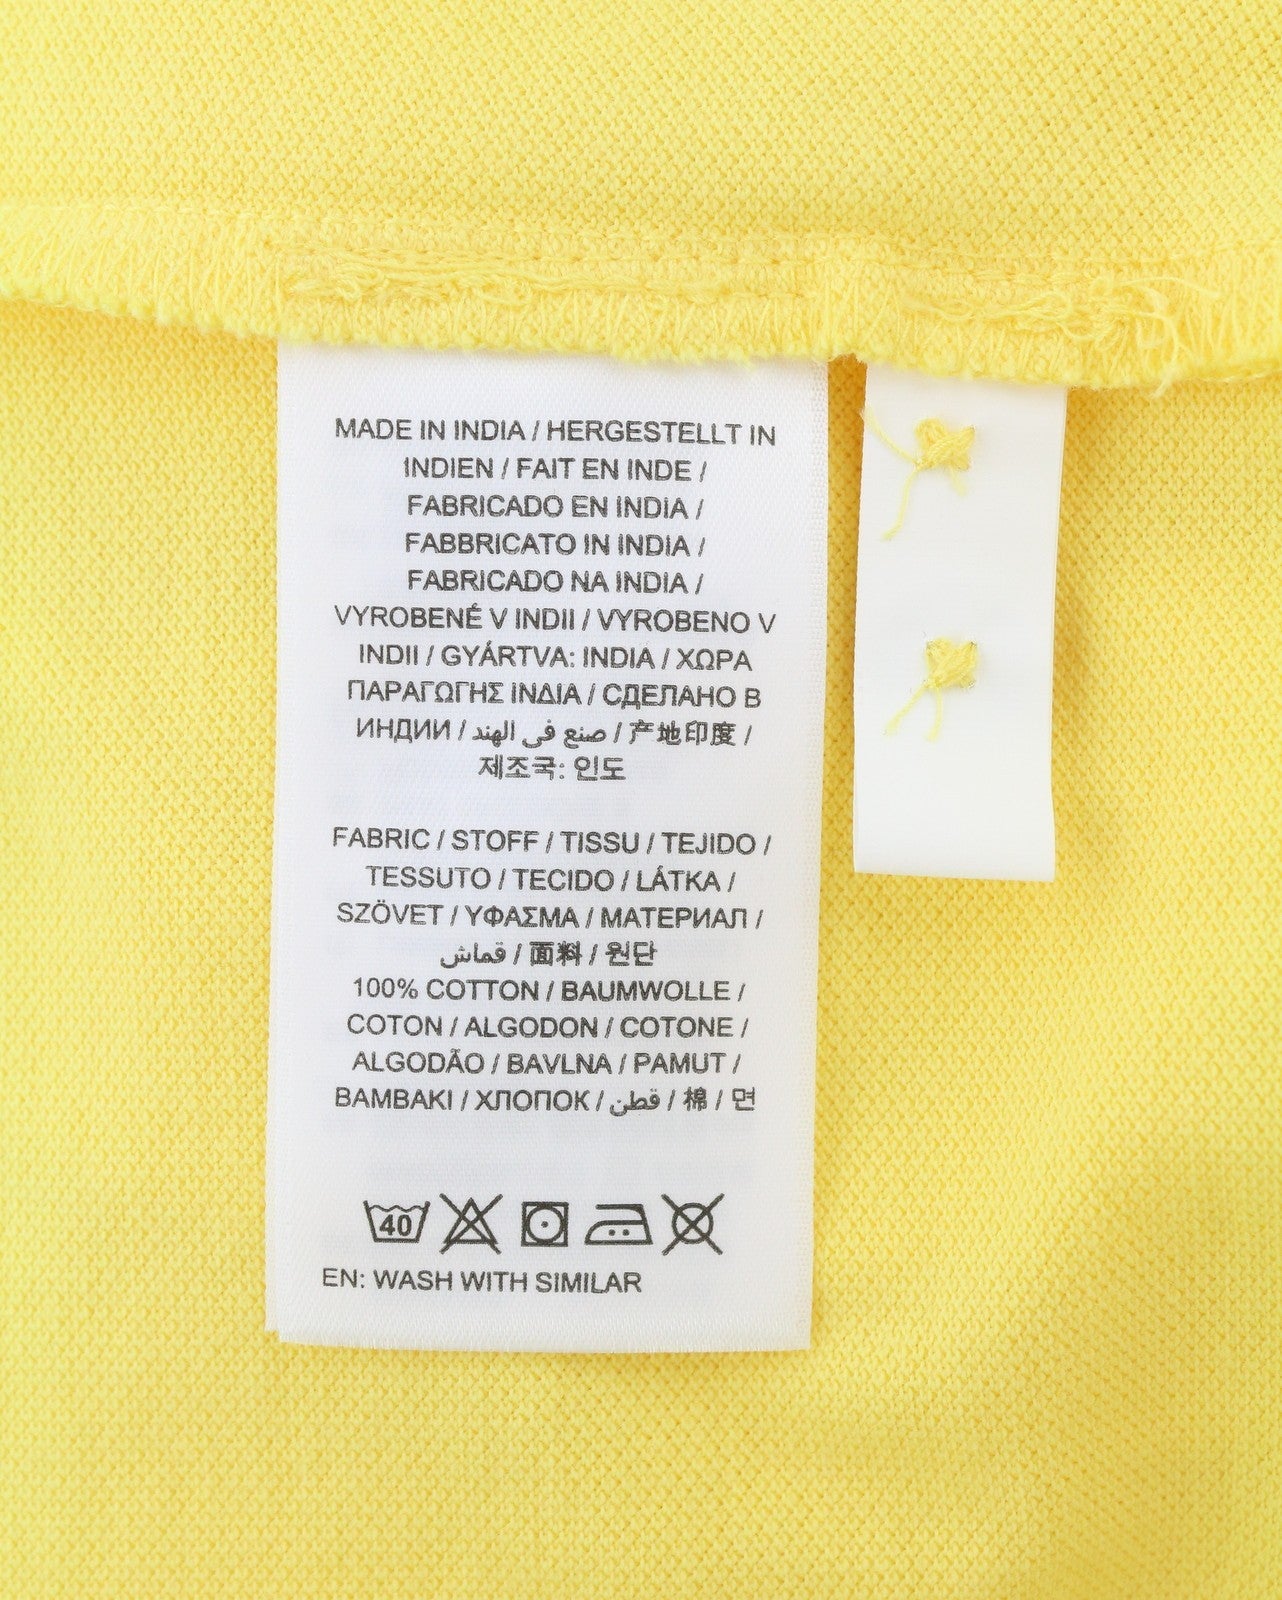 MADE IN INDIA / HERGESTELLT IN
INDIEN / FAIT EN INDE /
FABRICADO EN INDIA /
FABBRICATO IN INDIA /
FABRICADO NA INDIA /
VYROBENÉ V INDII / VYROBENO V
INDII / GYÁRTVA: INDIA / ΧΩΡΑ
ΠΑΡΑΓΩΓΗΣ ΙΝΔΙΑ / СДЕЛАНО В
ИНДИИ / صنع في الهند / 产地印度 /
제조국: 인도
FABRIC / STOFF / TISSU / TEJIDO /
TESSUTO / TECIDO / LÁTKA /
SZÖVET / ΥΦΑΣΜΑ / МАТЕРИАЛ /
قماش / 面料 / 원단
100% COTTON / BAUMWOLLE /
COTON / ALGODON / COTONE /
ALGODÃO / BAVLNA / PAMUT /
BAMBAKI / ХЛОПОК / قطن / 棉 / 면
40
EN: WASH WITH SIMILAR